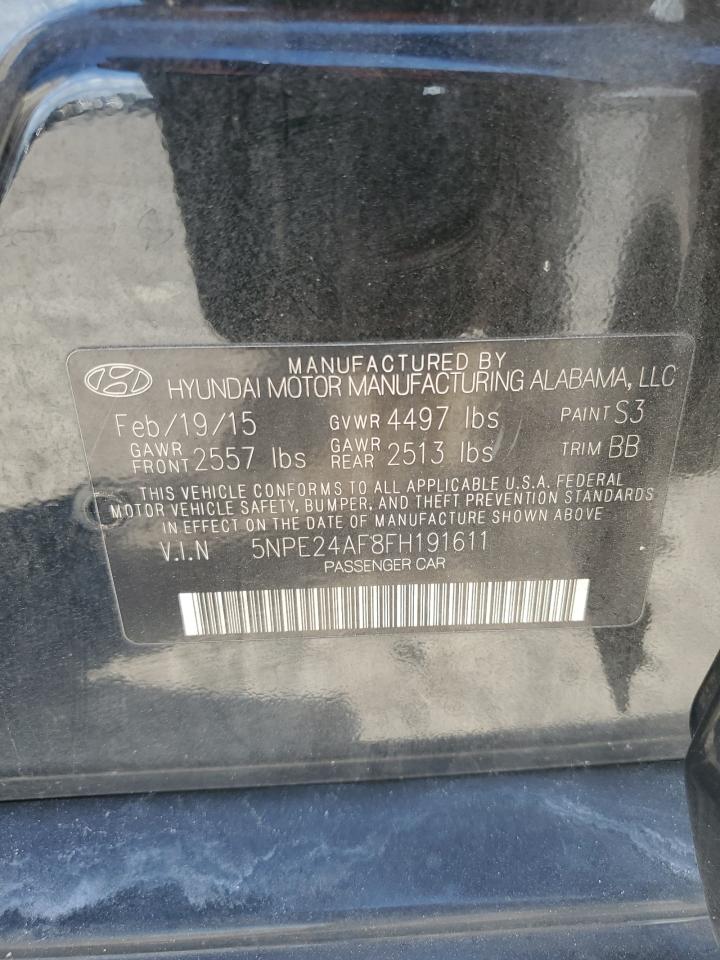 MANUFACTURED BY
HYUNDAI MOTOR MANUFACTURING ALABAMA, LLC
Feb/19/15 GVWR 4497 lbs PAINT S3
GAWR FRONT 2557 lbs GAWR REAR 2513 lbs TRIM BB
THIS VEHICLE CONFORMS TO ALL APPLICABLE U.S.A. FEDERAL
MOTOR VEHICLE SAFETY, BUMPER, AND THEFT PREVENTION STANDARDS
IN EFFECT ON THE DATE OF MANUFACTURE SHOWN ABOVE
V.I.N 5NPE24AF8FH191611
PASSENGER CAR